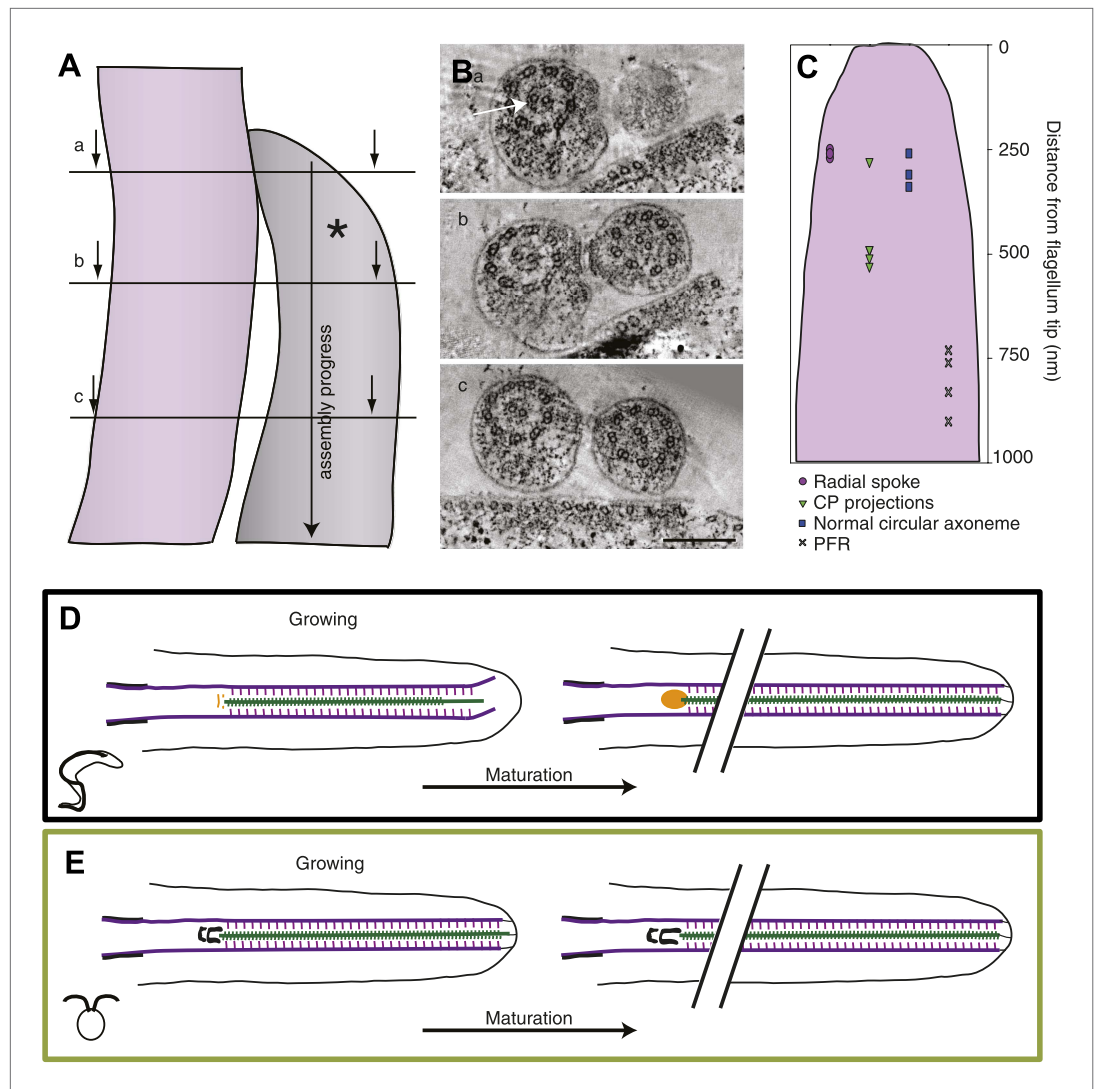 A
a
b
c
*
assembly progress
B
a
b
c
C
0
250
500
750
1000
Distance from flagellum tip (nm)
Radial spoke
CP projections
Normal circular axoneme
PFR
D
Growing
Maturation
E
Growing
Maturation